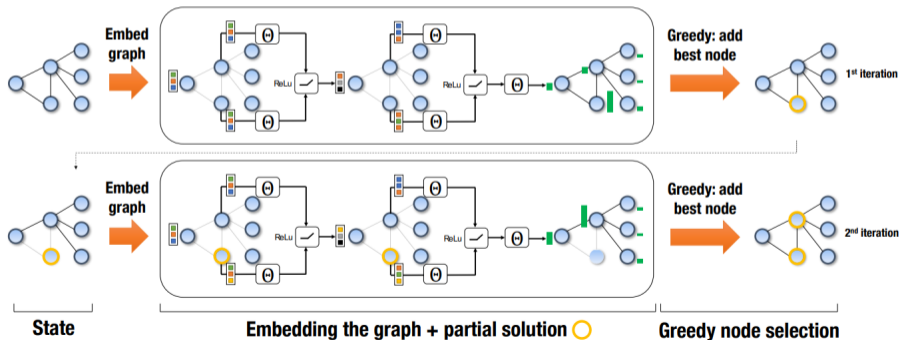 Embed
graph
Θ
Θ
ReLu
Θ
Θ
ReLu
Θ
Greedy: add
best node
1st iteration
Embed
graph
Θ
Θ
ReLu
Θ
Θ
ReLu
Θ
Greedy: add
best node
2nd iteration
State
Embedding the graph + partial solution
Greedy node selection